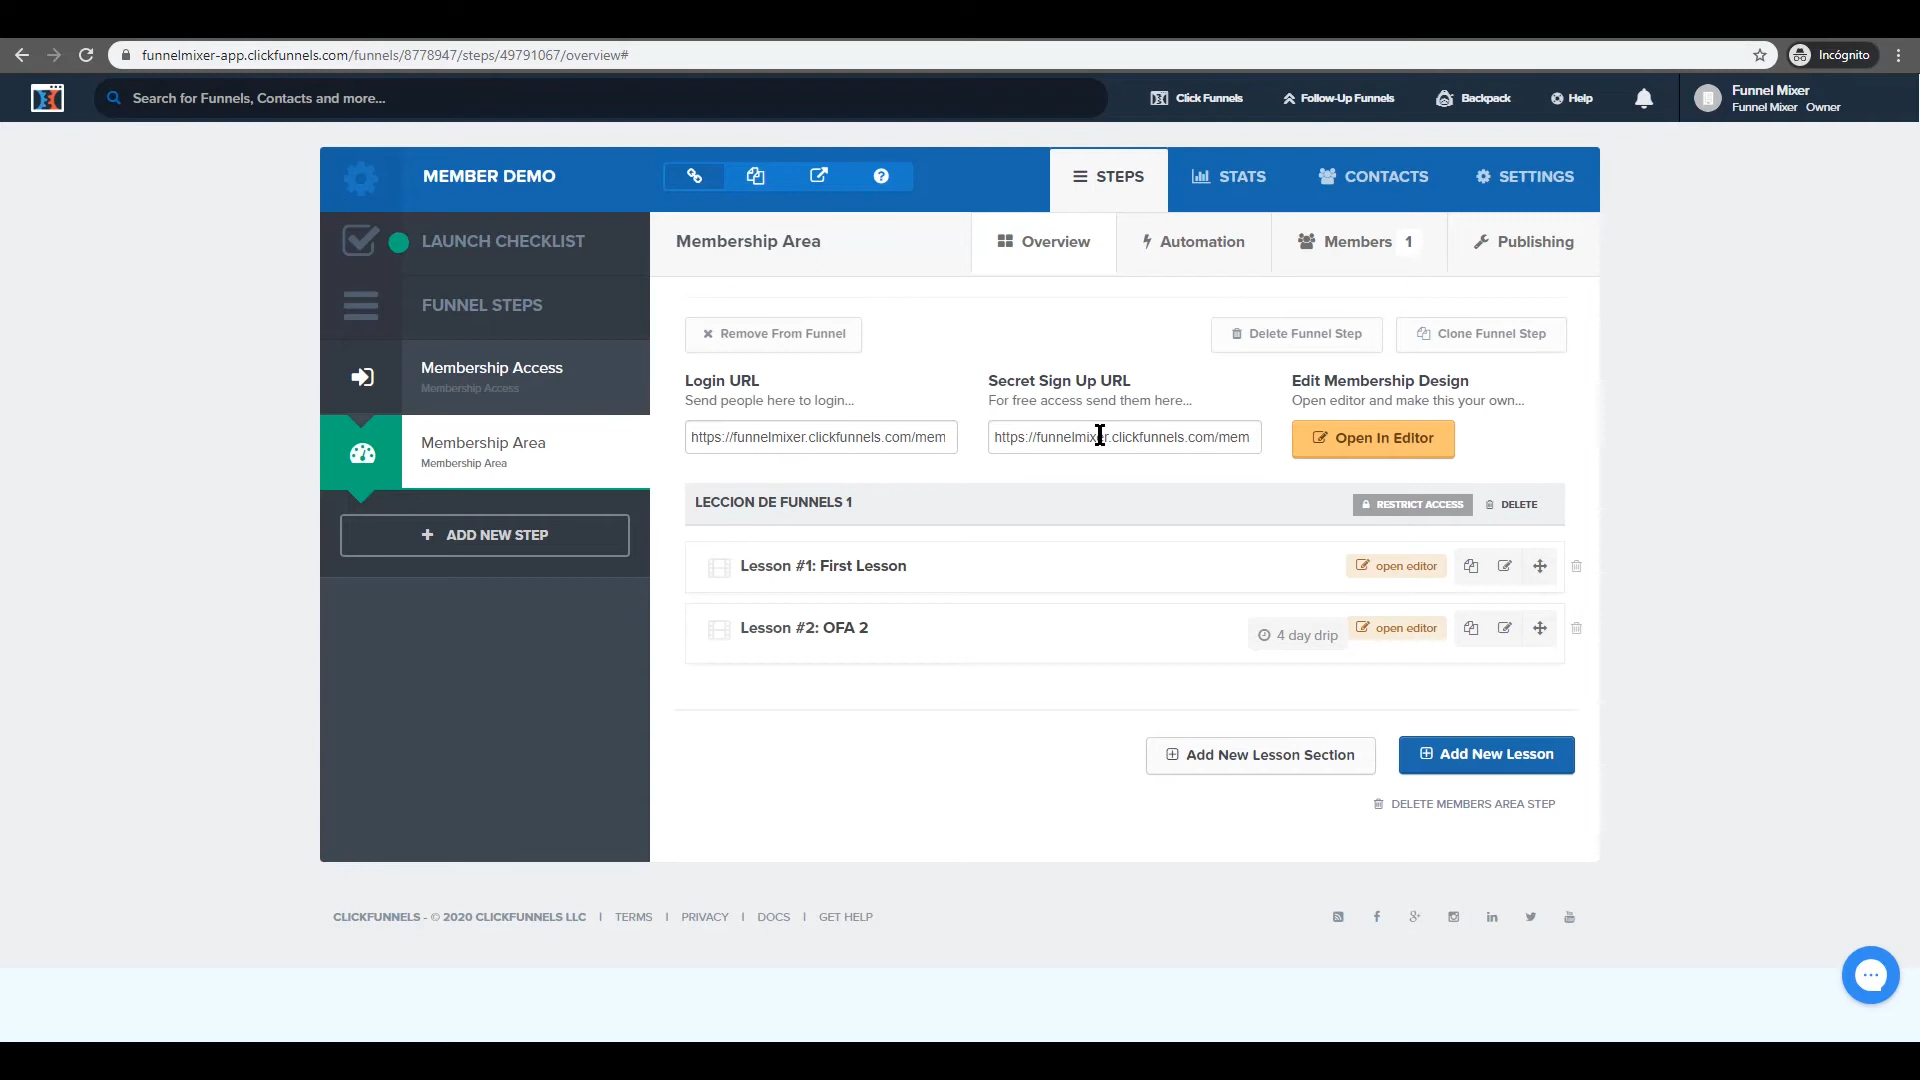 funnelmixer-app.clickfunnels.com/funnels/8778947/steps/49791067/overview#
Incógnito
Search for Funnels, Contacts and more...
Click Funnels
Follow-Up Funnels
Backpack
Help
Funnel Mixer
Funnel Mixer Owner
MEMBER DEMO
STEPS
STATS
CONTACTS
SETTINGS
LAUNCH CHECKLIST
FUNNEL STEPS
Membership Access
Membership Access
Membership Area
Membership Area
+ ADD NEW STEP
Membership Area
Overview
Automation
Members 1
Publishing
Remove From Funnel
Delete Funnel Step
Clone Funnel Step
Login URL
Send people here to login...
https://funnelmixer.clickfunnels.com/mem
Secret Sign Up URL
For free access send them here...
https://funnelmixer.clickfunnels.com/mem
Edit Membership Design
Open editor and make this your own...
Open In Editor
LECCION DE FUNNELS 1
RESTRICT ACCESS
DELETE
Lesson #1: First Lesson
open editor
Lesson #2: OFA 2
4 day drip
open editor
Add New Lesson Section
Add New Lesson
DELETE MEMBERS AREA STEP
CLICKFUNNELS - © 2020 CLICKFUNNELS LLC | TERMS | PRIVACY | DOCS | GET HELP